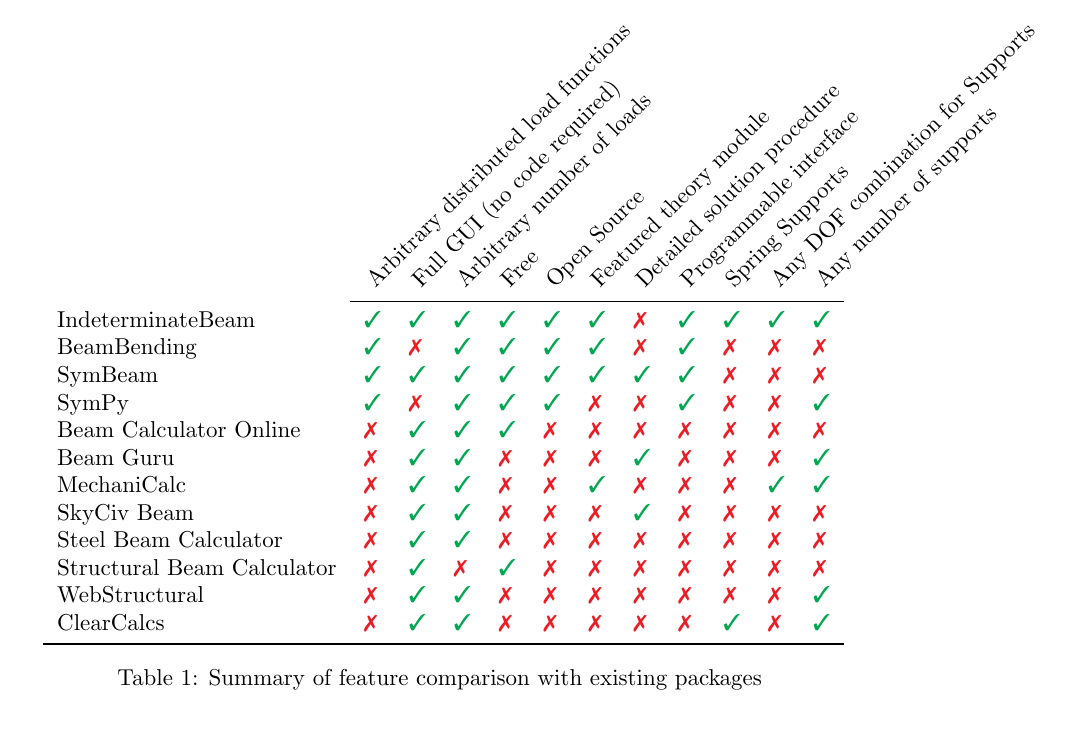 Arbitrary distributed load functions
Full GUI (no code required)
Arbitrary number of loads
Free
Open Source
Featured theory module
Detailed solution procedure
Programmable interface
Spring Supports
Any DOF combination for Supports
Any number of supports
IndeterminateBeam ✓ ✓ ✓ ✓ ✓ ✓ ✗ ✓ ✓ ✓ ✓
BeamBending ✓ ✗ ✓ ✓ ✓ ✓ ✗ ✓ ✗ ✗ ✗
SymBeam ✓ ✓ ✓ ✓ ✓ ✓ ✓ ✓ ✗ ✗ ✗
SymPy ✓ ✗ ✓ ✓ ✓ ✗ ✗ ✓ ✗ ✗ ✓
Beam Calculator Online ✗ ✓ ✓ ✓ ✗ ✗ ✗ ✗ ✗ ✗ ✗
Beam Guru ✗ ✓ ✓ ✗ ✗ ✗ ✓ ✗ ✗ ✗ ✓
MechaniCalc ✗ ✓ ✓ ✗ ✗ ✓ ✗ ✗ ✗ ✓ ✓
SkyCiv Beam ✗ ✓ ✓ ✗ ✗ ✗ ✓ ✗ ✗ ✗ ✗
Steel Beam Calculator ✗ ✓ ✓ ✗ ✗ ✗ ✗ ✗ ✗ ✗ ✗
Structural Beam Calculator ✗ ✓ ✗ ✓ ✗ ✗ ✗ ✗ ✗ ✗ ✗
WebStructural ✗ ✓ ✓ ✗ ✗ ✗ ✗ ✗ ✗ ✗ ✓
ClearCalcs ✗ ✓ ✓ ✗ ✗ ✗ ✗ ✗ ✓ ✗ ✓
Table 1: Summary of feature comparison with existing packages